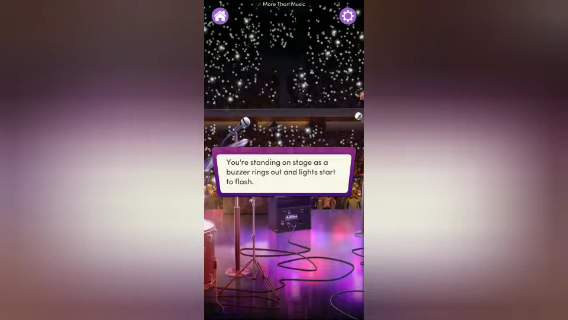 More Than Music
You're standing on stage as a
buzzer rings out and lights start
to flash.